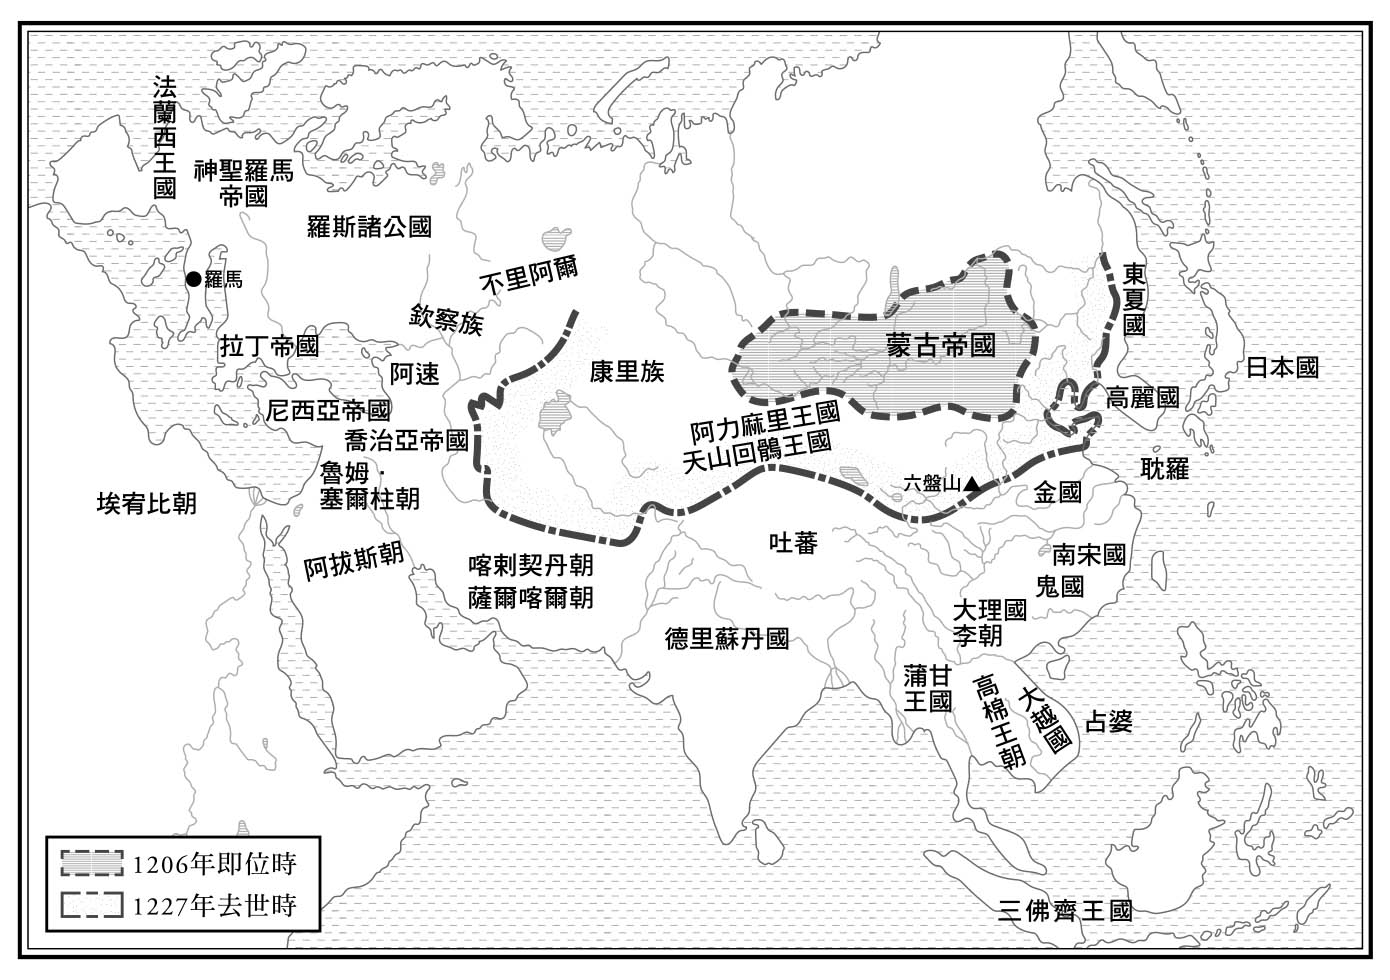 法蘭西王國
神聖羅馬
帝國
羅斯諸公國
不里阿爾
羅馬
欽察族
東夏國
拉丁帝國
阿速
康里族
蒙古帝國
日本國
尼西亞帝國
高麗國
喬治亞帝國
阿力麻里王國
天山回鶻王國
魯姆·
塞爾柱朝
六盤山
金國
耽羅
埃宥比朝
阿拔斯朝
吐蕃
南宋國
喀剌契丹朝
鬼國
薩爾喀爾朝
大理國
李朝
德里蘇丹國
蒲甘
王國
高棉王朝
大越國
占婆
三佛齊王國
1206年即位時
1227年去世時